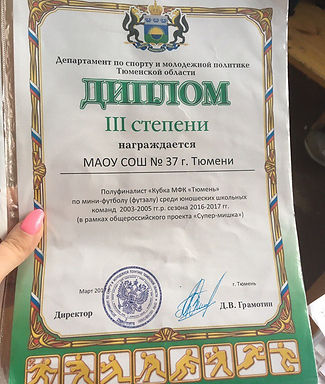 Департамент по спорту и молодежной политике
Тюменской области
ДИПЛОМ
III степени
награждается
МАОУ СОШ № 37 г. Тюмени
Полуфиналист «Кубка МФК «Тюмень»
по мини-футболу (футзалу) среди юношеских школьных
команд 2003-2005 г.р. сезона 2016-2017 гг.
(в рамках общероссийского проекта «Супер-мишка»)
Март
г. Тюмень
Директор
Д.В. Грамотин